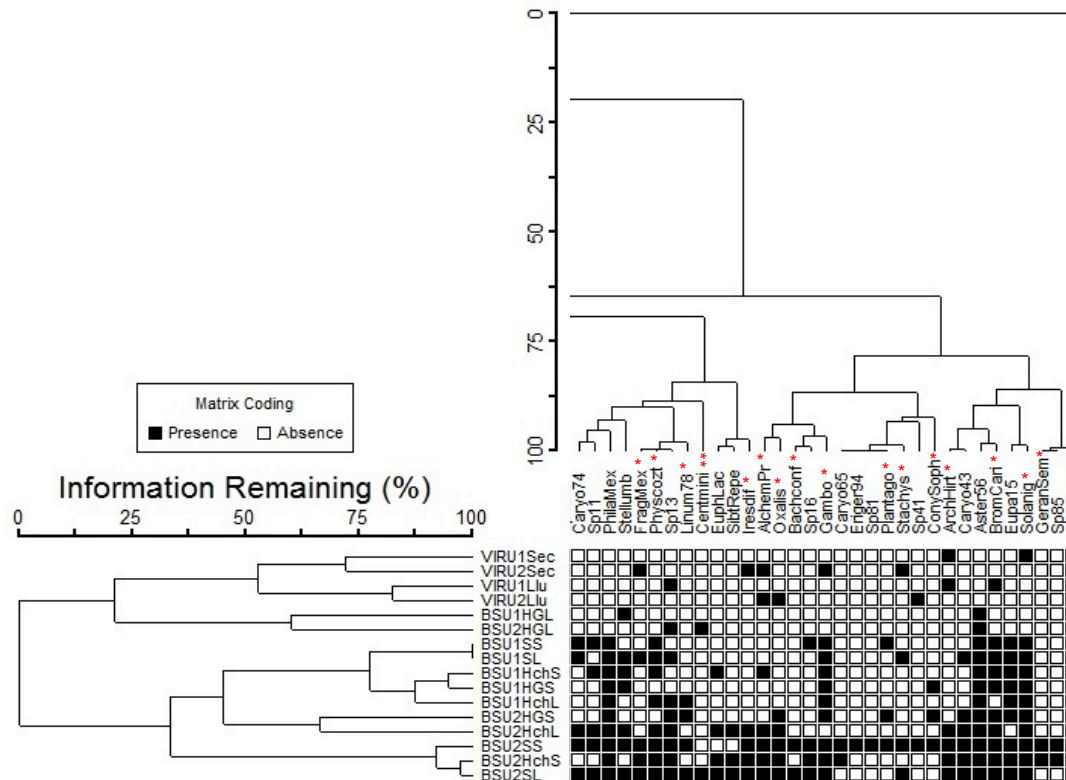 0
25
50
75
100
Matrix Coding
Presence Absence
Information Remaining (%)
0 25 50 75 100
* * * ** * * * * * * * * * * * *
Caryo74 Sp11 PhilaMex Stellumb FragMex Physcozt Sp13 Linum78 Centmini EuphLac SibtRepe Iresdif AlchemPr Oxalis Bachconf Sp16 Gambo Caryo65 Eriger94 Sp81 Plantago Stachys Sp41 ConySoph ArchHirt Caryo43 Aster56 BromCari Eupa15 Solanig GeranSem Sp85
VIRU1Sec
VIRU2Sec
VIRU1Llu
VIRU2Llu
BSU1HGL
BSU2HGL
BSU1SS
BSU1SL
BSU1HchS
BSU1HGS
BSU1HchL
BSU2HGS
BSU2HchL
BSU2SS
BSU2HchS
BSU2SL